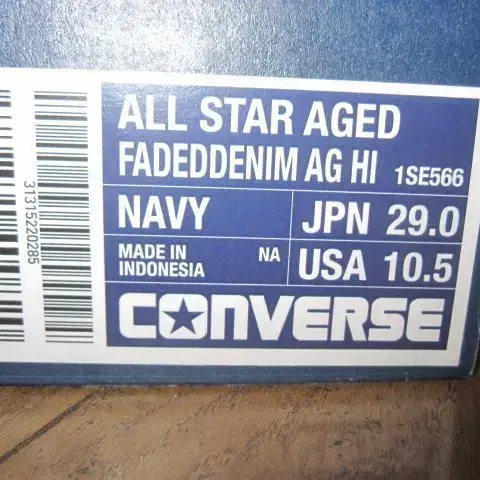 ALL STAR AGED
FADEDDENIM AG HI 1SE566
NAVY JPN 29.0
MADE IN INDONESIA NA USA 10.5
CONVERSE
31315220285